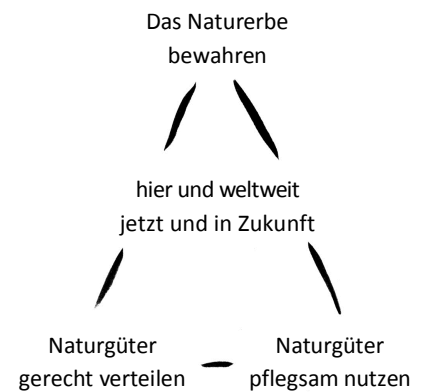 Das Naturerbe
bewahren
hier und weltweit
jetzt und in Zukunft
Naturgüter
gerecht verteilen
Naturgüter
pflegsam nutzen